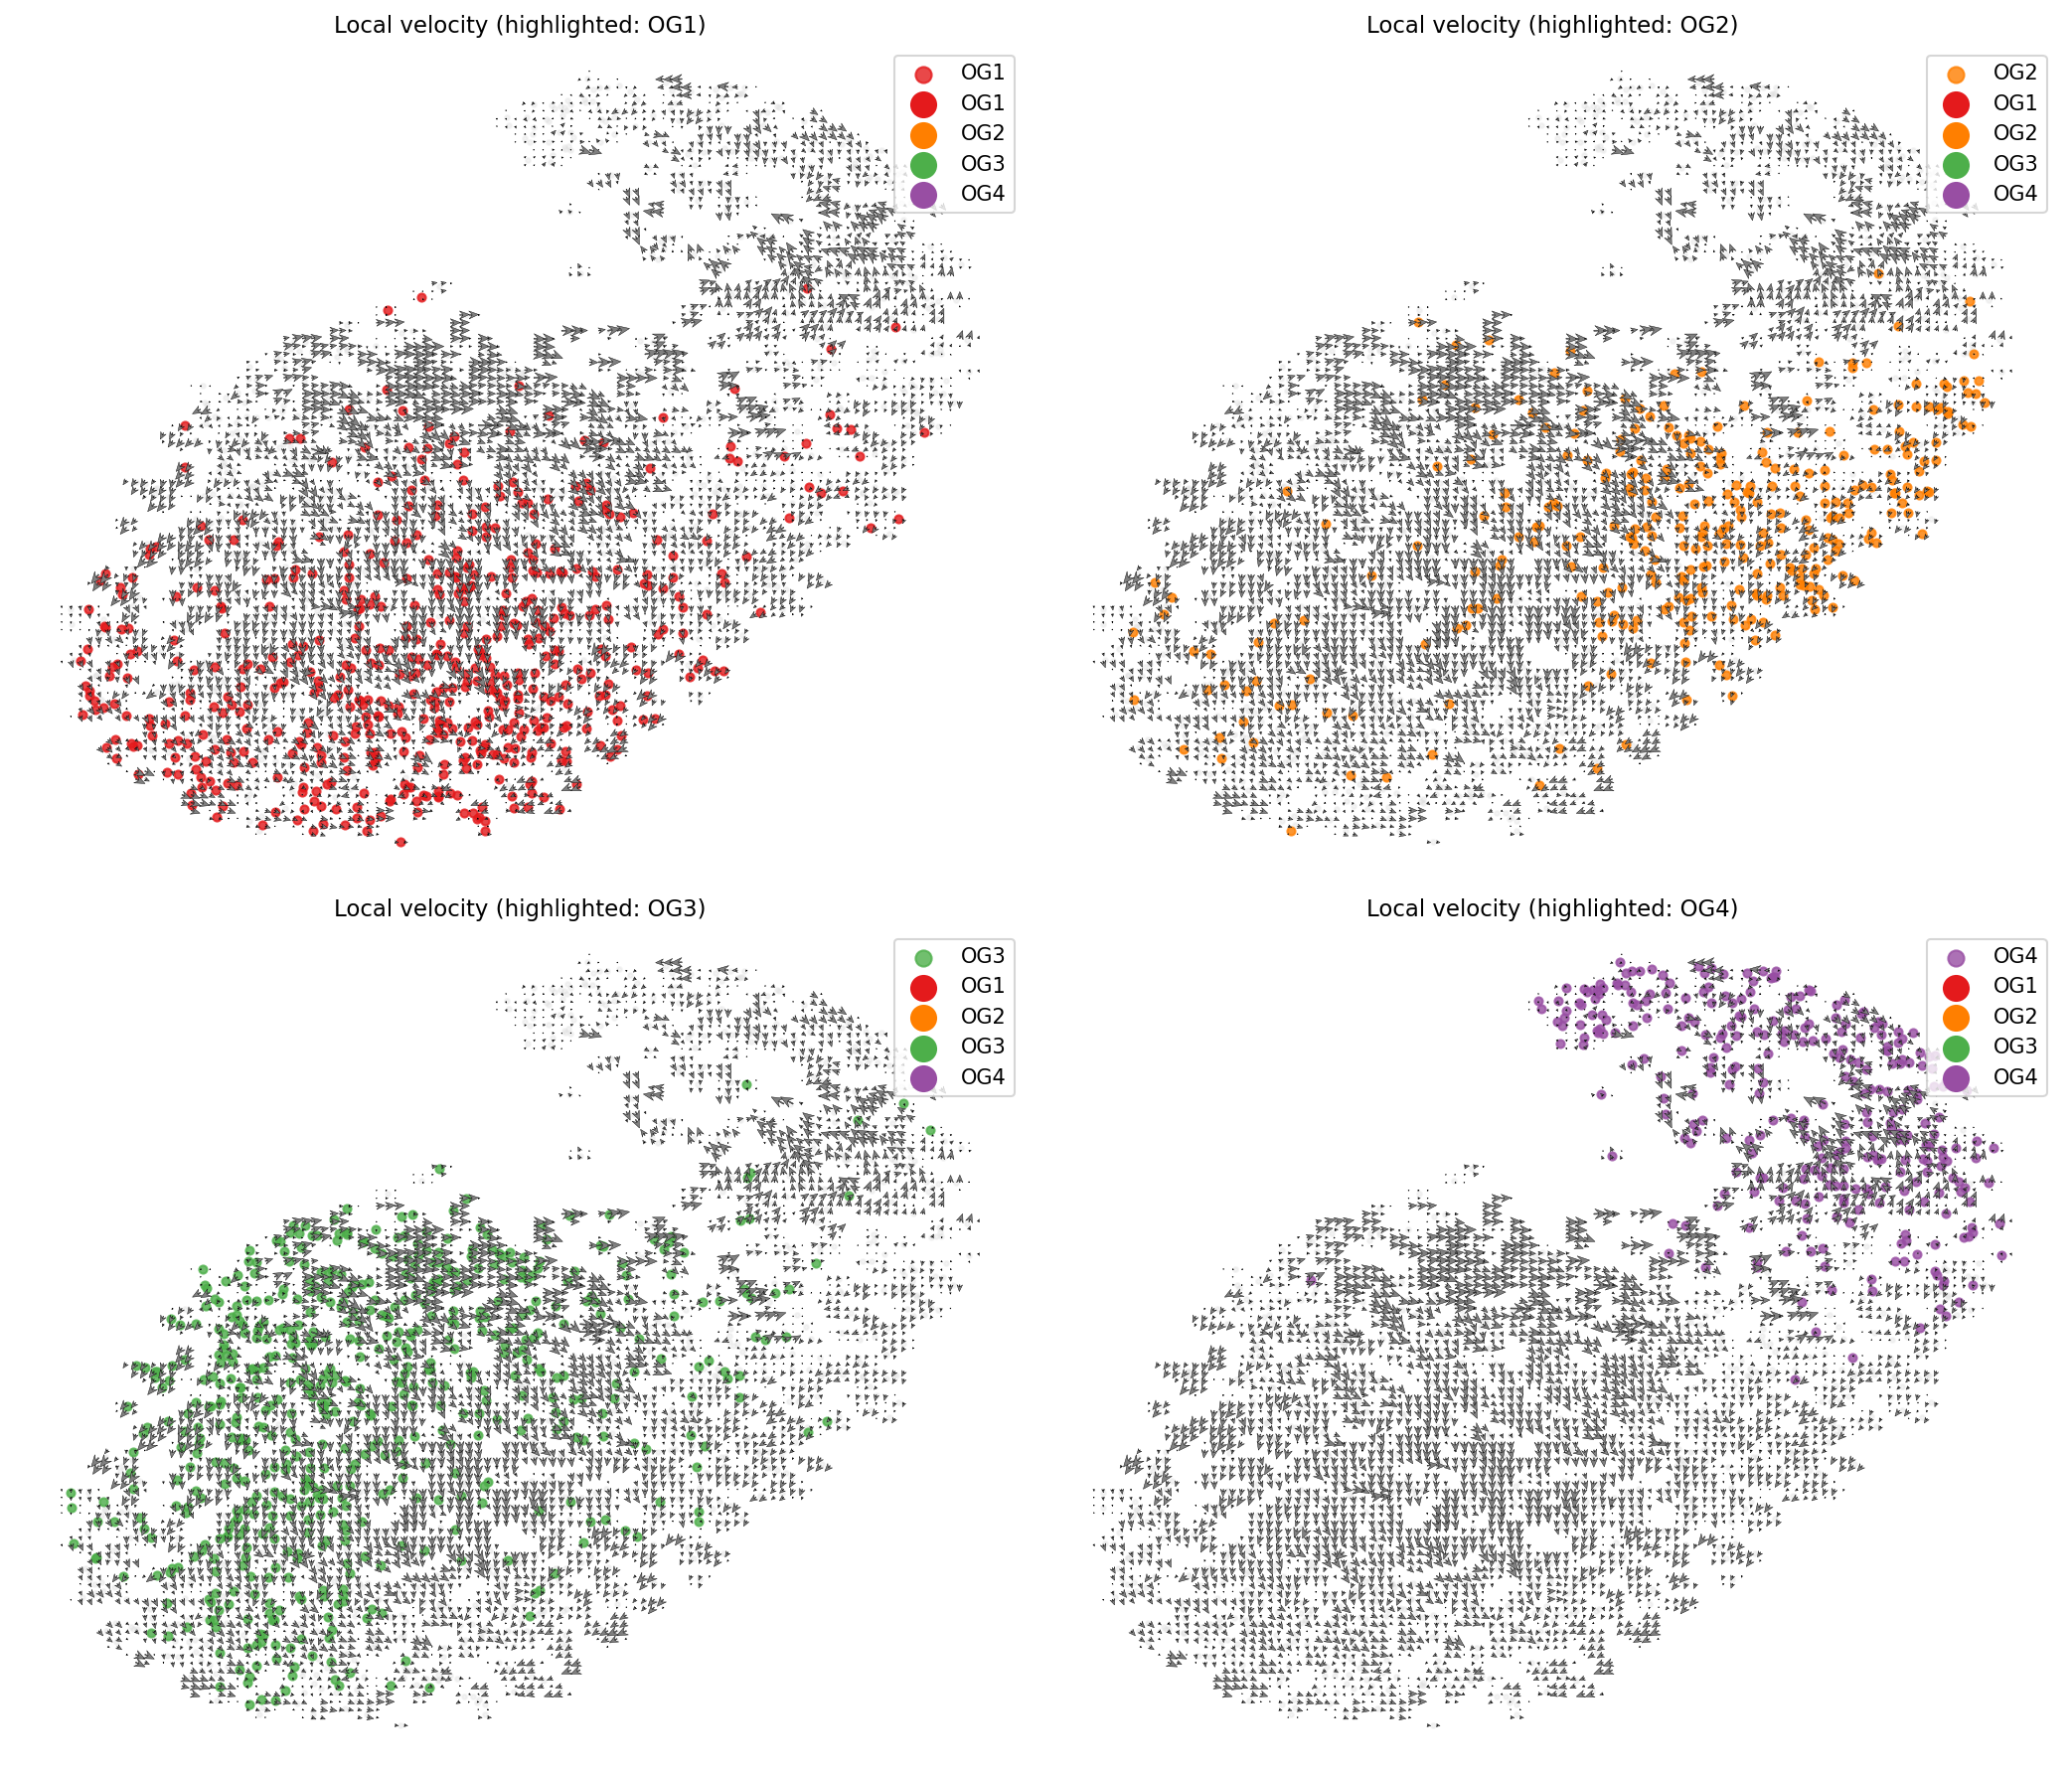 Local velocity (highlighted: OG1)
OG1
OG1
OG2
OG3
OG4
Local velocity (highlighted: OG2)
OG2
OG1
OG2
OG3
OG4
Local velocity (highlighted: OG3)
OG3
OG1
OG2
OG3
OG4
Local velocity (highlighted: OG4)
OG4
OG1
OG2
OG3
OG4